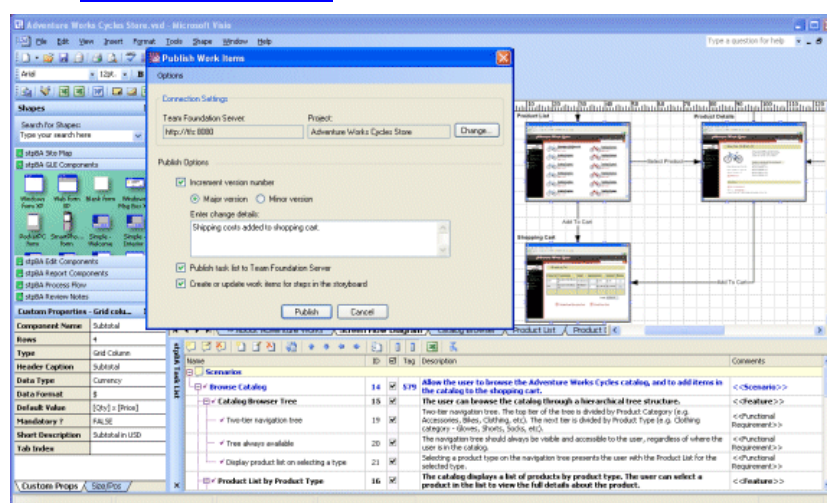 Adventure Works Cycles Store.vsd - Microsoft Visio
File Edit View Insert Format Tools Shape Window Help
Type a question for help
Arial
12pt.
B
Shapes
Search for Shapes:
Type your search here
stpBA Site Map
stpBA GUI Components
Windows form XP
Web form
Blank form
stpBA Edit Components
stpBA Report Components
stpBA Process Flow
stpBA Review Notes
Custom Properties - Grid colu...
Component Name Subtotal
Rows 4
Type Grid Column
Header Caption Subtotal
Data Type Currency
Data Format $
Default Value [Qty] x [Price]
Mandatory ? FALSE
Short Description Subtotal in USD
Tab Index
Custom Props Size/Pos
Publish Work Items
Options
Connection Settings
Team Foundation Server:
Project:
http://tfs:8080
Adventure Works Cycles Store
Change...
Publish Options
Increment version number
Major version
Minor version
Enter change details:
Shipping costs added to shopping cart.
Publish task list to Team Foundation Server
Create or update work items for steps in the storyboard
Publish
Cancel
Product List
Product Details
Select Product
Add To Cart
Shopping Cart
Add To Cart
Screen Flow Diagram
Catalog Browser
Product List
stpBA Task List
Name ID Tag Description Comments
Scenarios
Browse Catalog 14 579 Allow the user to browse the Adventure Works Cycles catalog, and to add items in the catalog to the shopping cart. <<Scenario>>
Catalog Browser Tree 15 The user can browse the catalog through a hierarchical tree structure. <<Feature>>
Two-tier navigation tree 19 Two-tier navigation tree. The top tier of the tree is divided by Product Category (e.g. Accessories, Bikes, Clothing, etc). The next tier is divided by Product Type (e.g. Clothing category - Gloves, Shorts, Socks, etc). <<Functional Requirement>>
Tree always available 20 The navigation tree should always be visible and accessible to the user, regardless of where the user is in the catalog. <<Functional Requirement>>
Display product list on selecting a type 21 Selecting a product type on the navigation tree presents the user with the Product List for the selected type. <<Functional Requirement>>
Product List by Product Type 16 The catalog displays a list of products by product type. The user can select a product in the list to view the full details about the product. <<Feature>>